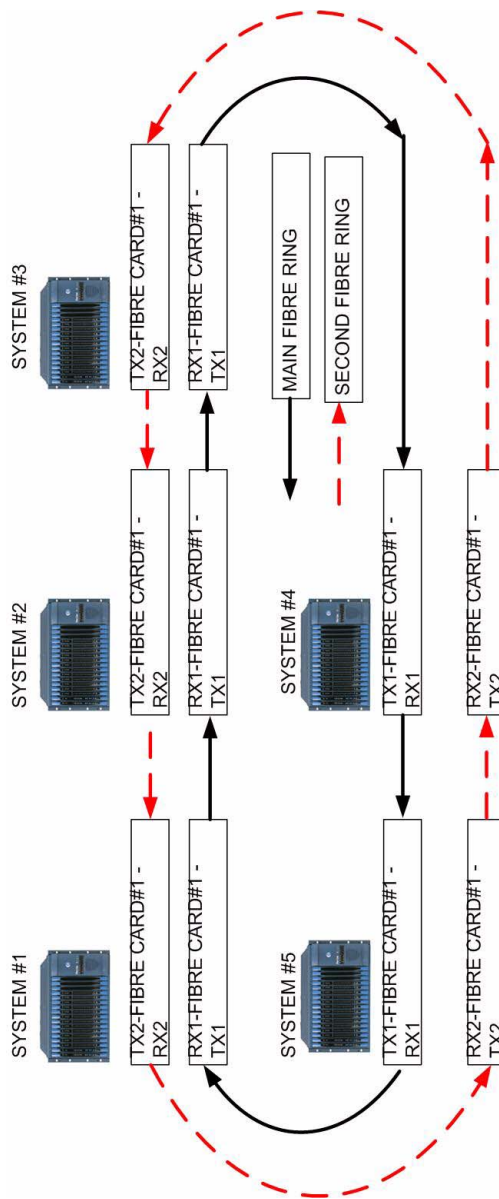 SYSTEM #1
TX2-FIBRE CARD#1 -
RX2
RX1-FIBRE CARD#1 -
TX1
SYSTEM #2
TX2-FIBRE CARD#1 -
RX2
RX1-FIBRE CARD#1 -
TX1
SYSTEM #3
TX2-FIBRE CARD#1 -
RX2
RX1-FIBRE CARD#1 -
TX1
MAIN FIBRE RING
SECOND FIBRE RING
SYSTEM #5
TX1-FIBRE CARD#1 -
RX1
RX2-FIBRE CARD#1 -
TX2
SYSTEM #4
TX1-FIBRE CARD#1 -
RX1
RX2-FIBRE CARD#1 -
TX2